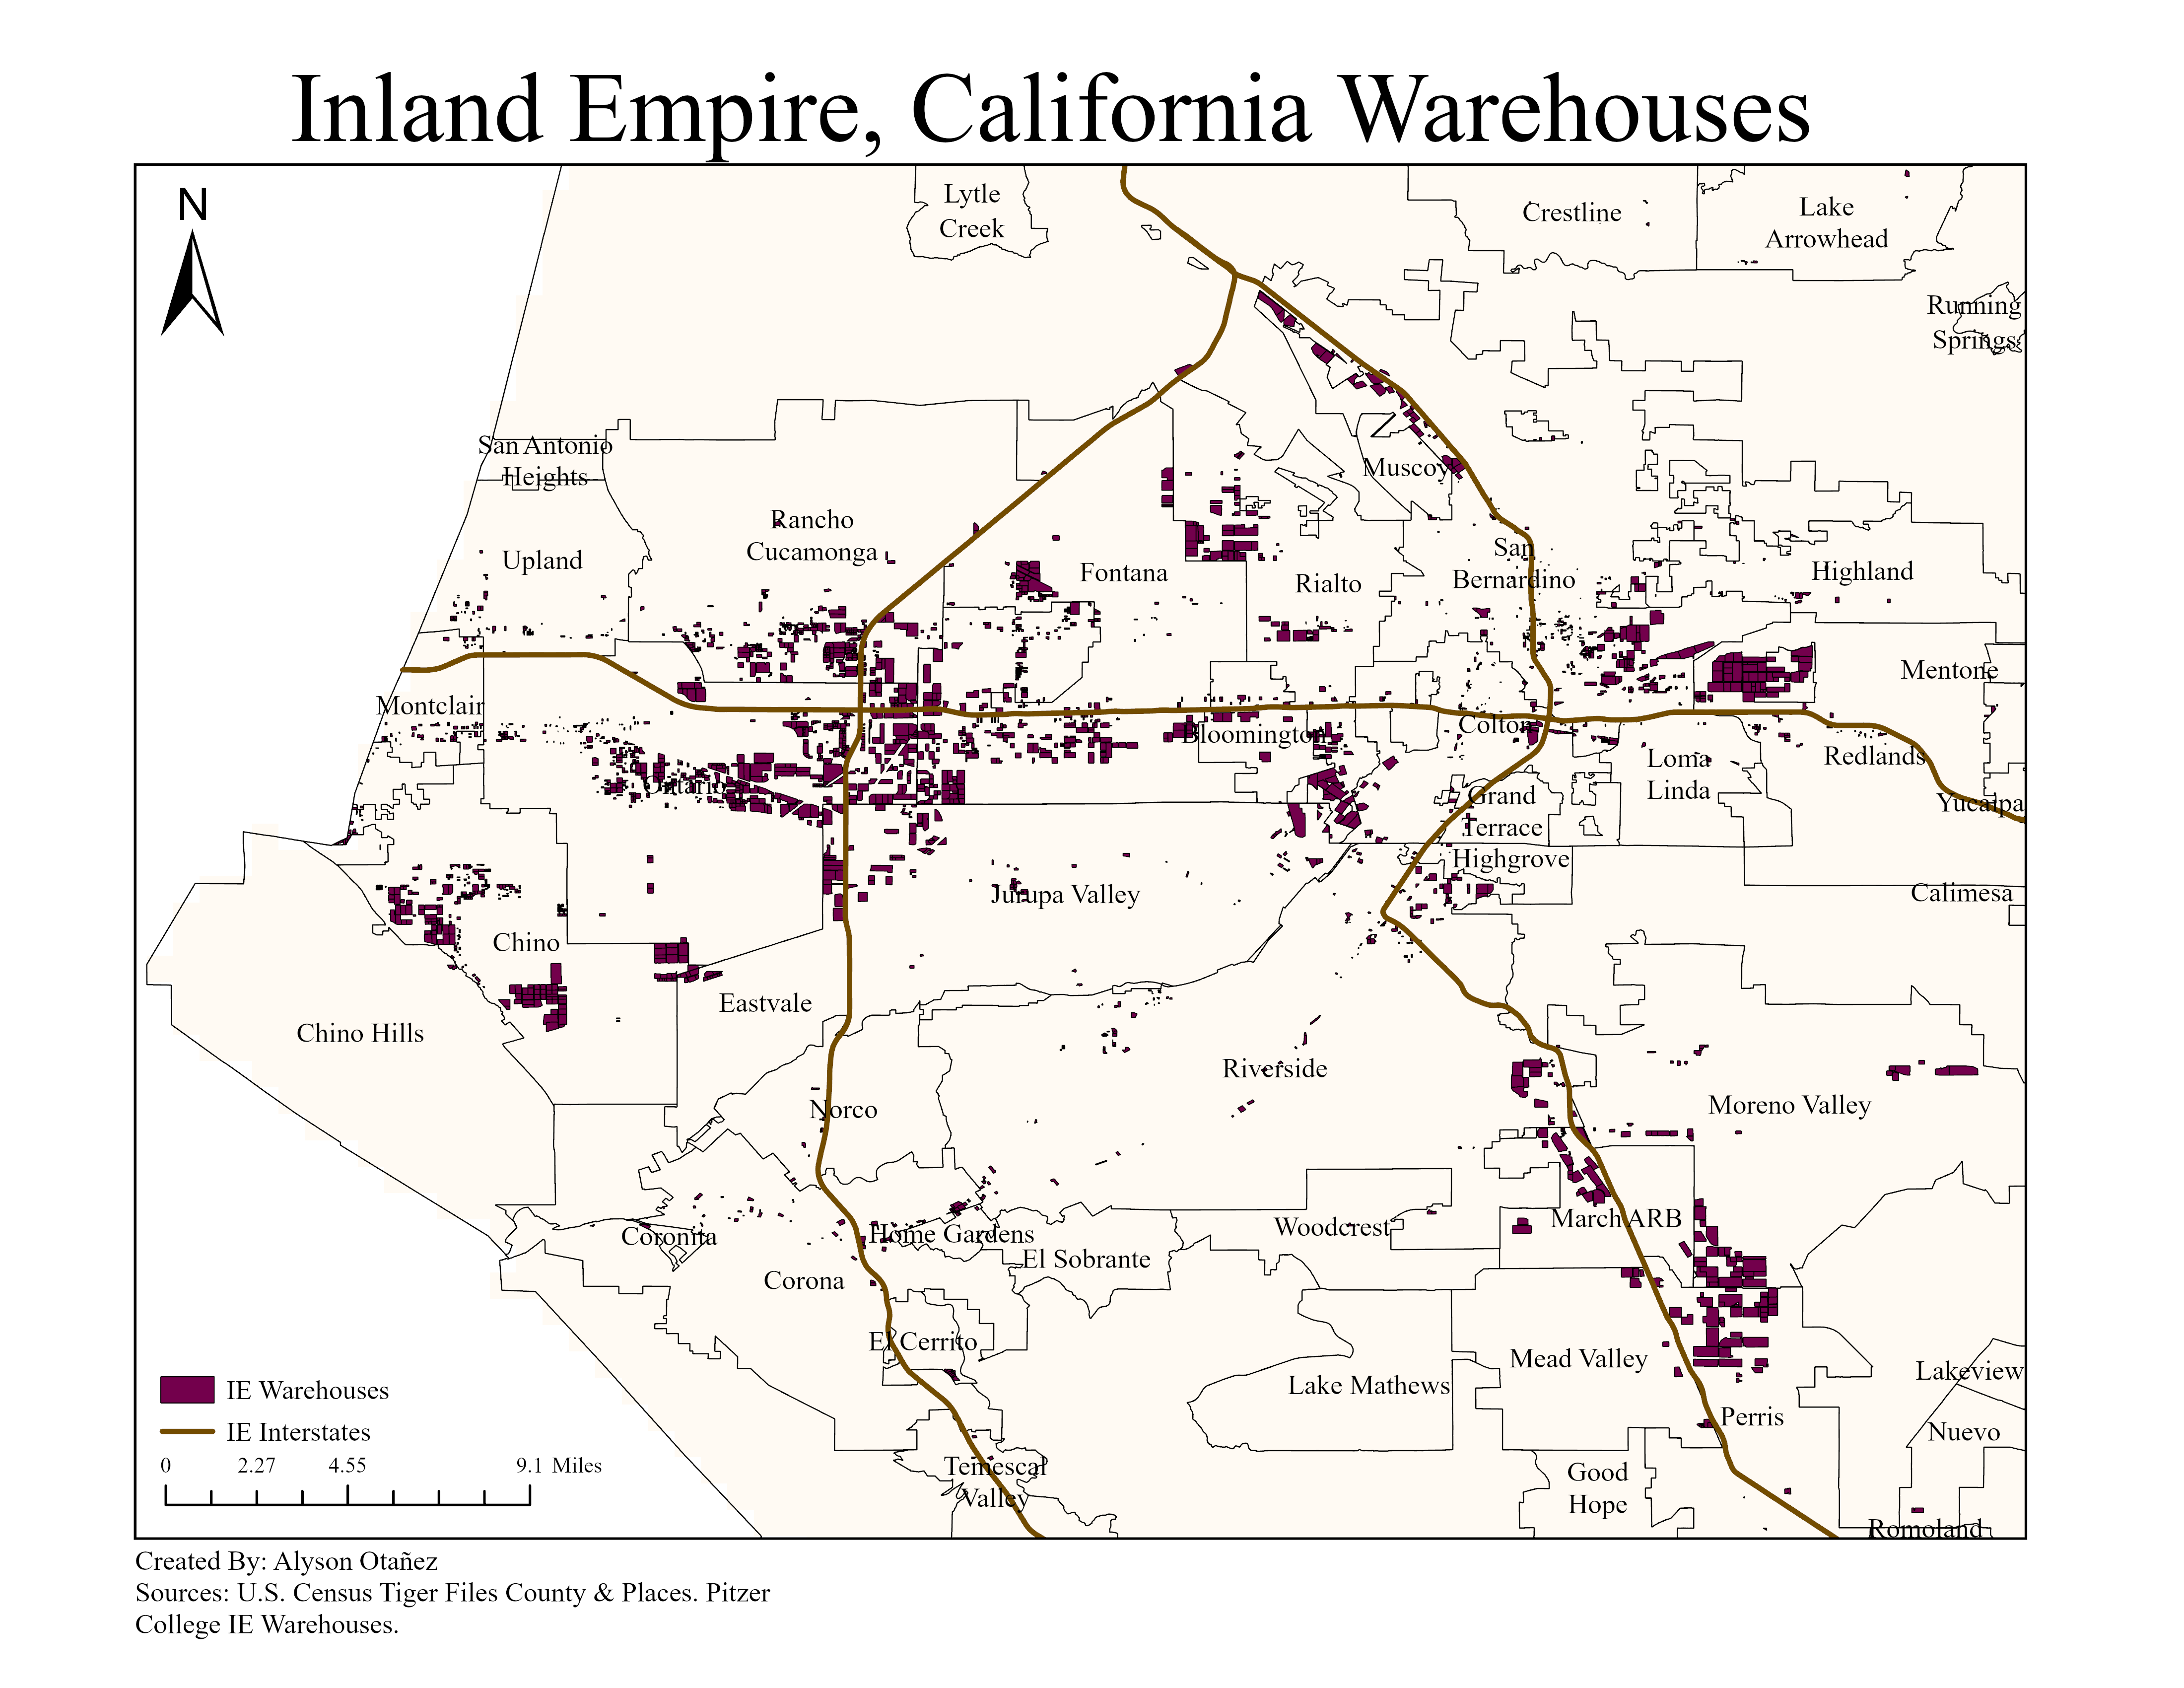 Inland Empire, California Warehouses
N
Lytle
Creek
Crestline
Lake
Arrowhead
Running
Springs
San Antonio
Heights
Muscoy
Rancho
Cucamonga
Upland
Fontana
Rialto
San
Bernardino
Highland
Mentone
Montclair
Bloomington
Colton
Loma
Linda
Redlands
Ontario
Grand
Terrace
Yucaipa
Highgrove
Jurupa Valley
Calimesa
Chino
Eastvale
Chino Hills
Riverside
Norco
Moreno Valley
Coronita
Home Gardens
Woodcrest
March ARB
El Sobrante
Corona
El Cerrito
Mead Valley
Lake Mathews
Lakeview
Perris
Nuevo
Temescal
Valley
Good
Hope
Romoland
IE Warehouses
IE Interstates
0 2.27 4.55 9.1 Miles
Created By: Alyson Otañez
Sources: U.S. Census Tiger Files County & Places. Pitzer
College IE Warehouses.